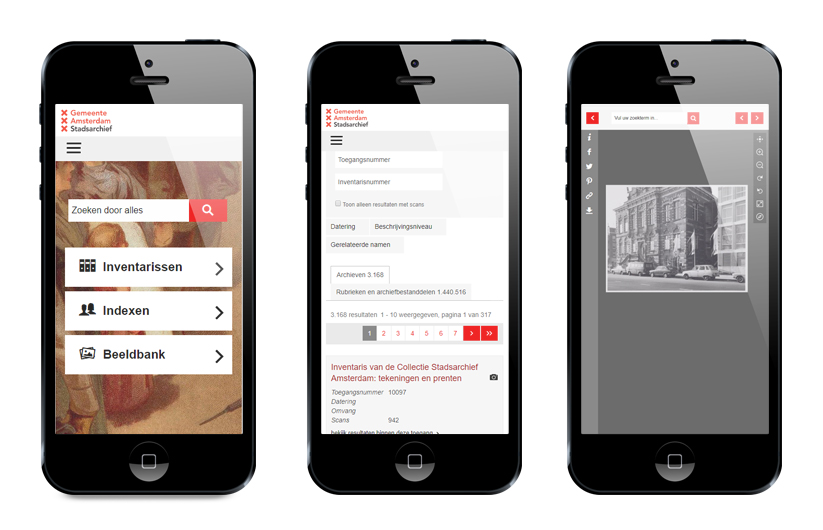 Gemeente
Amsterdam
Stadsarchief
Zoeken door alles
Inventarissen
Indexen
Beeldbank
Gemeente
Amsterdam
Stadsarchief
Toegangsnummer
Inventarisnummer
Toon alleen resultaten met scans
Datering Beschrijvingsniveau
Gerelateerde namen
Archieven 3.168
Rubrieken en archiefbestanddelen 1.440.516
3.168 resultaten 1 - 10 weergegeven, pagina 1 van 317
1 2 3 4 5 6 7 > »
Inventaris van de Collectie Stadsarchief
Amsterdam: tekeningen en prenten
Toegangsnummer 10097
Datering
Omvang
Scans 942
bekijk resultaten binnen deze toegang >
Vul uw zoekterm in..